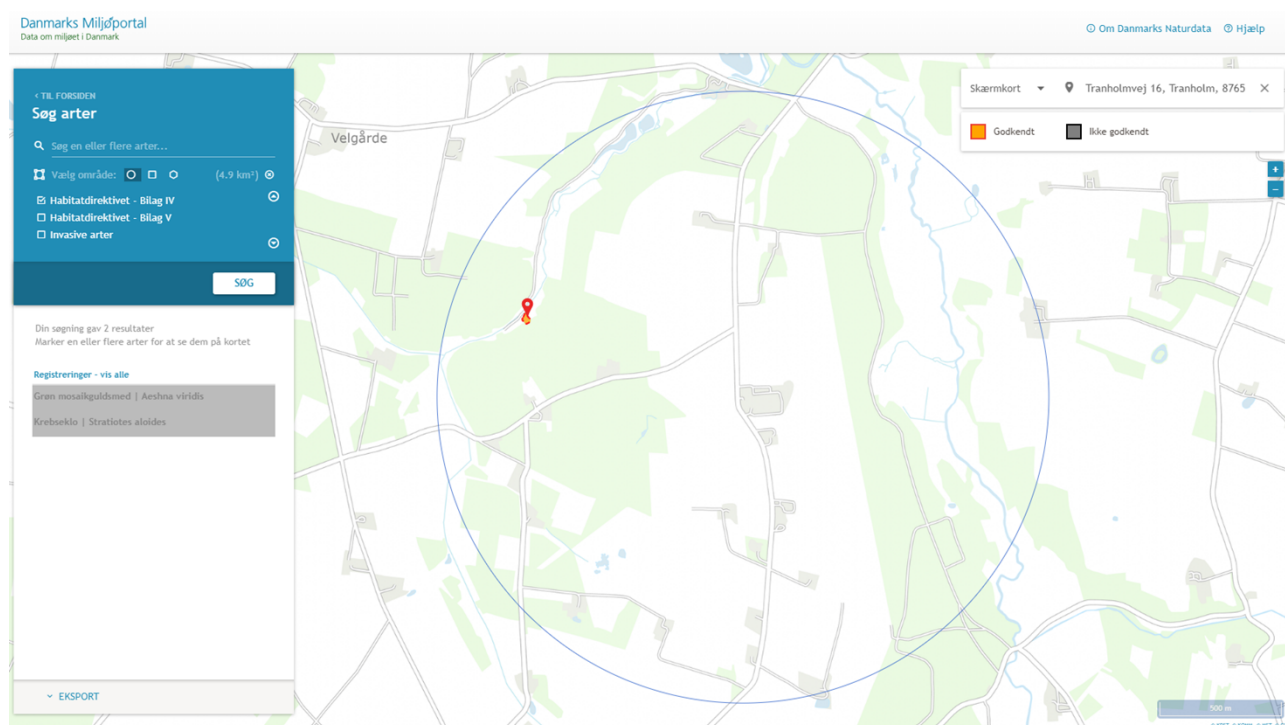 Danmarks Miljøportal
Data om miljøet i Danmark
Om Danmarks Naturdata
Hjælp
< TIL FORSIDEN
Søg arter
Søg en eller flere arter...
Vælg område:
(4.9 km²)
Habitatdirektivet - Bilag IV
Habitatdirektivet - Bilag V
Invasive arter
SØG
Din søgning gav 2 resultater
Marker en eller flere arter for at se dem på kortet
Registreringer - vis alle
Grøn mosaikguldsmed | Aeshna viridis
Krebseklo | Stratiotes aloides
EKSPORT
Velgårde
Skærmkort
Tranholmvej 16, Tranholm, 8765
Godkendt
Ikke godkendt
+
−
500 m